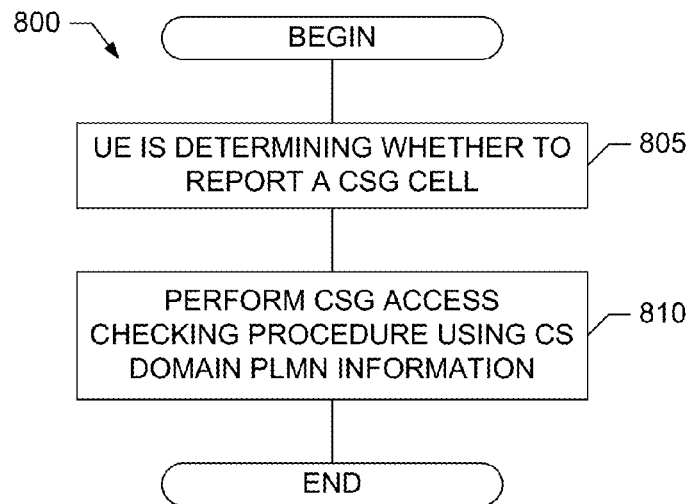 800
BEGIN
UE IS DETERMINING WHETHER TO
REPORT A CSG CELL
805
PERFORM CSG ACCESS
CHECKING PROCEDURE USING CS
DOMAIN PLMN INFORMATION
810
END